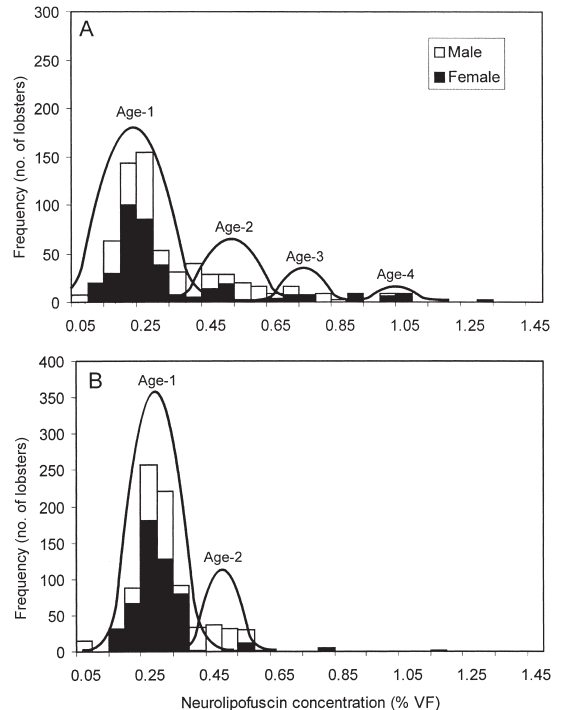 300
A
Male
Female
250
200
150
100
50
0
Age-1
Age-2
Age-3
Age-4
Frequency (no. of lobsters)
0.05 0.25 0.45 0.65 0.85 1.05 1.25 1.45
400
B
350
300
250
200
150
100
50
0
Age-1
Age-2
Frequency (no. of lobsters)
0.05 0.25 0.45 0.65 0.85 1.05 1.25 1.45
Neurolipofuscin concentration (% VF)